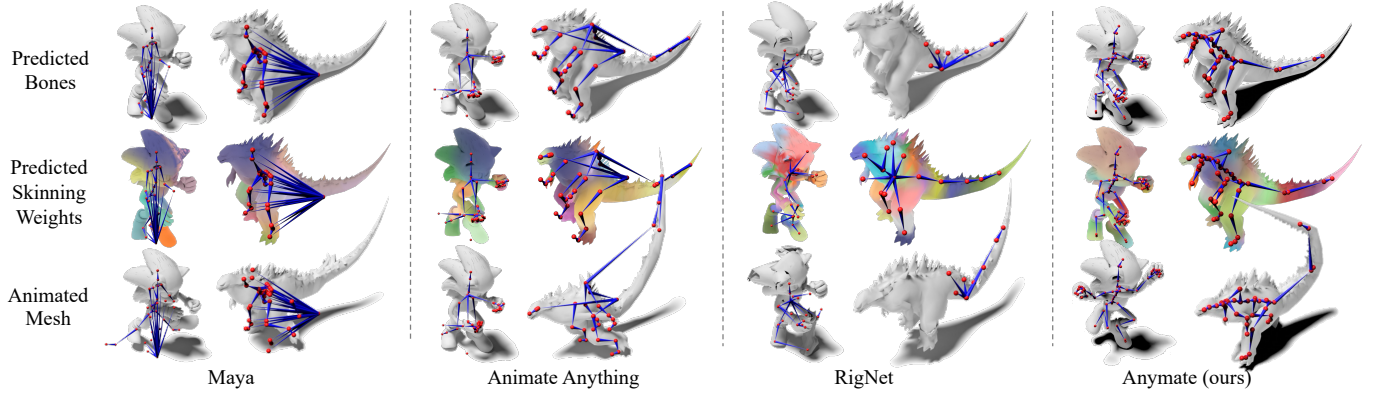 Predicted
Bones
Predicted
Skinning
Weights
Animated
Mesh
Maya
Animate Anything
RigNet
Anymate (ours)